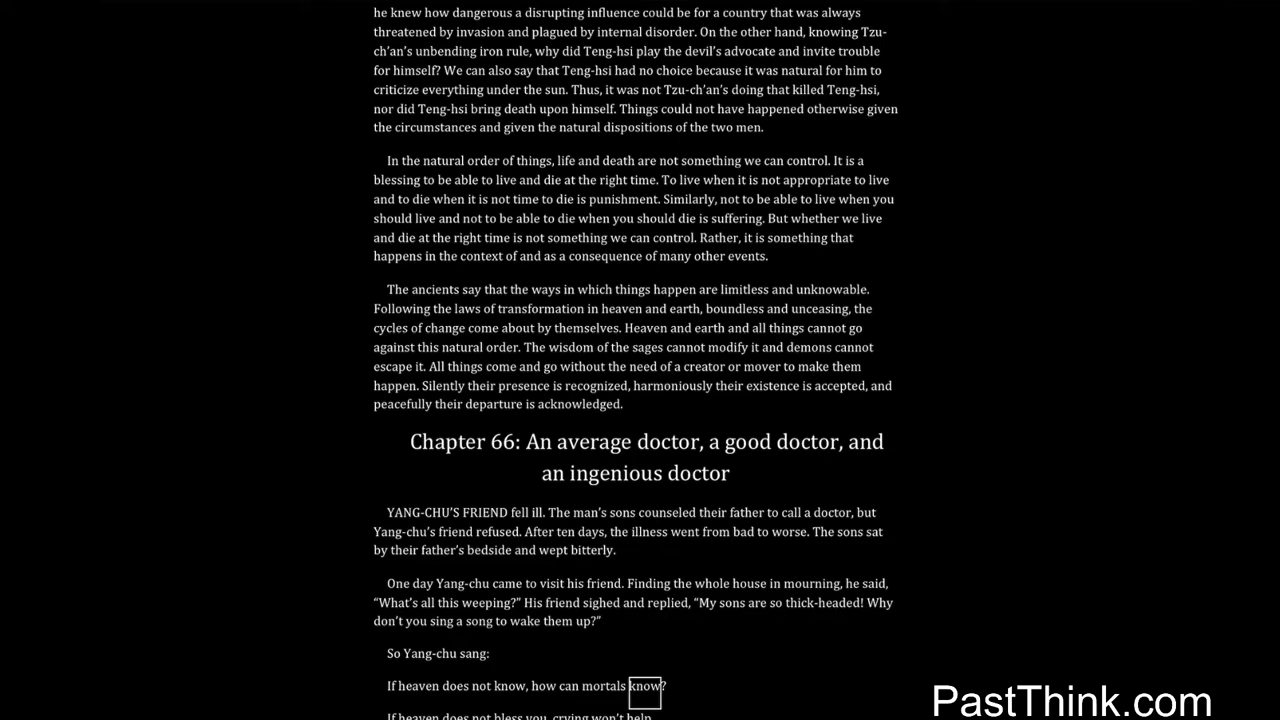 he knew how dangerous a disrupting influence could be for a country that was always
threatened by invasion and plagued by internal disorder. On the other hand, knowing Tzu-
ch’an’s unbending iron rule, why did Teng-hsi play the devil’s advocate and invite trouble
for himself? We can also say that Teng-hsi had no choice because it was natural for him to
criticize everything under the sun. Thus, it was not Tzu-ch’an’s doing that killed Teng-hsi,
nor did Teng-hsi bring death upon himself. Things could not have happened otherwise given
the circumstances and given the natural dispositions of the two men.
In the natural order of things, life and death are not something we can control. It is a
blessing to be able to live and die at the right time. To live when it is not appropriate to live
and to die when it is not time to die is punishment. Similarly, not to be able to live when you
should live and not to be able to die when you should die is suffering. But whether we live
and die at the right time is not something we can control. Rather, it is something that
happens in the context of and as a consequence of many other events.
The ancients say that the ways in which things happen are limitless and unknowable.
Following the laws of transformation in heaven and earth, boundless and unceasing, the
cycles of change come about by themselves. Heaven and earth and all things cannot go
against this natural order. The wisdom of the sages cannot modify it and demons cannot
escape it. All things come and go without the need of a creator or mover to make them
happen. Silently their presence is recognized, harmoniously their existence is accepted, and
peacefully their departure is acknowledged.
Chapter 66: An average doctor, a good doctor, and
an ingenious doctor
YANG-CHU’S FRIEND fell ill. The man’s sons counseled their father to call a doctor, but
Yang-chu’s friend refused. After ten days, the illness went from bad to worse. The sons sat
by their father’s bedside and wept bitterly.
One day Yang-chu came to visit his friend. Finding the whole house in mourning, he said,
“What’s all this weeping?” His friend sighed and replied, “My sons are so thick-headed! Why
don’t you sing a song to wake them up?”
So Yang-chu sang:
If heaven does not know, how can mortals know?
If heaven does not bless you, crying won’t help
PastThink.com